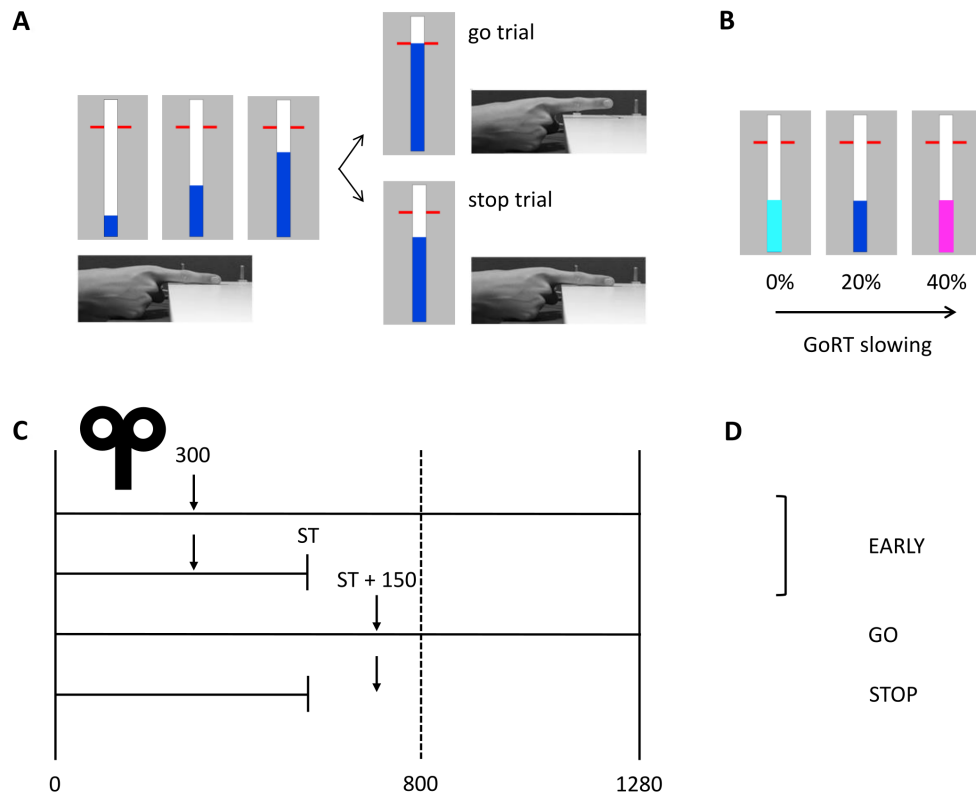 A
go trial
stop trial
B
0% 20% 40%
GoRT slowing
C
300
ST
ST + 150
0 800 1280
D
EARLY
GO
STOP